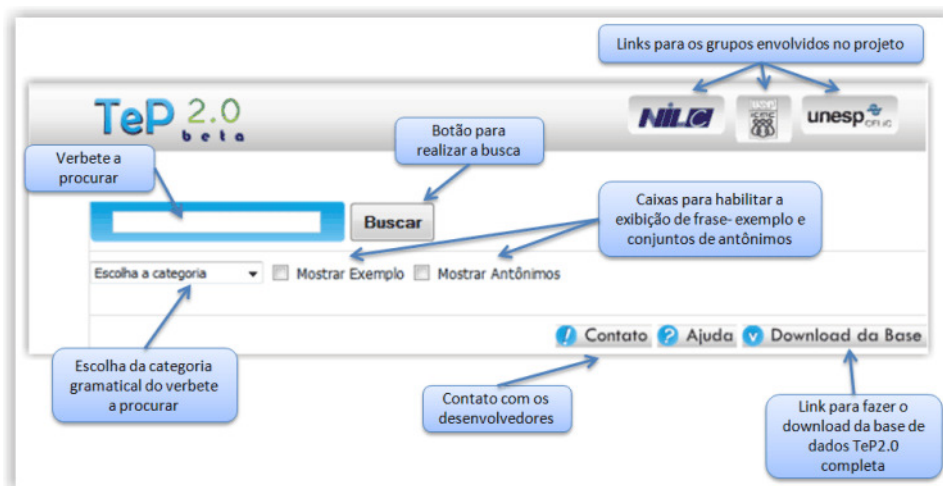 Links para os grupos envolvidos no projeto
TeP 2.0
beta
NILC
unesp
Botão para
realizar a busca
Verbete a
procurar
Caixas para habilitar a
exibição de frase- exemplo e
conjuntos de antônimos
Buscar
Escolha a categoria
Mostrar Exemplo
Mostrar Antônimos
Contato
Ajuda
Download da Base
Escolha da categoria
gramatical do verbete
a procurar
Contato com os
desenvolvedores
Link para fazer o
download da base de
dados TeP2.0
completa